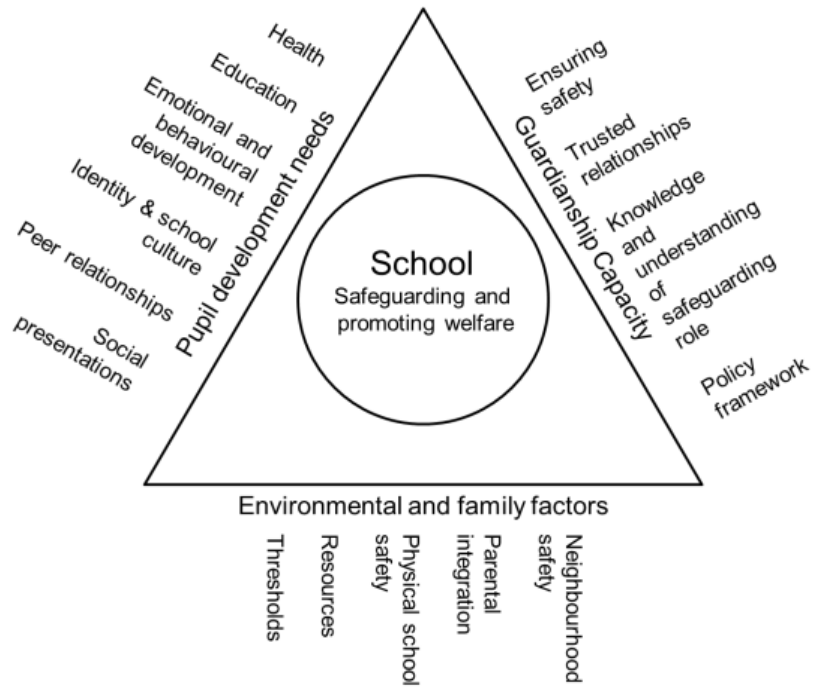 Health
Education
Emotional and
behavioural
development
Identity & school
culture
Peer relationships
Social
presentations
Pupil development needs
School
Safeguarding and
promoting welfare
Guardianship Capacity
Ensuring
safety
Trusted
relationships
Knowledge
and
understanding
of
safeguarding
role
Policy
framework
Environmental and family factors
Thresholds
Resources
Physical school
safety
Parental
integration
Neighbourhood
safety